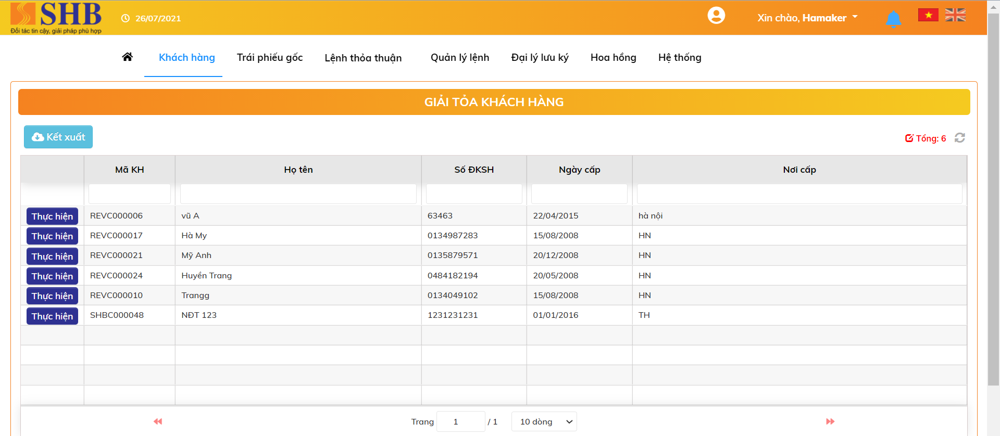 SHB
Đối tác tin cậy, giải pháp phù hợp
26/07/2021
Xin chào, Hamaker
Khách hàng Trái phiếu gốc Lệnh thỏa thuận Quản lý lệnh Đại lý lưu ký Hoa hồng Hệ thống
GIẢI TỎA KHÁCH HÀNG
Kết xuất
Tổng: 6
Mã KH Họ tên Số ĐKSH Ngày cấp Nơi cấp
Thực hiện REVC000006 vũ A 63463 22/04/2015 hà nội
Thực hiện REVC000017 Hà My 0134987283 15/08/2008 HN
Thực hiện REVC000021 Mỹ Anh 0135879571 20/12/2008 HN
Thực hiện REVC000024 Huyền Trang 0484182194 20/05/2008 HN
Thực hiện REVC000010 Trangg 0134049102 15/08/2008 HN
Thực hiện SHBC000048 NĐT 123 1231231231 01/01/2016 TH
Trang 1 / 1 10 dòng